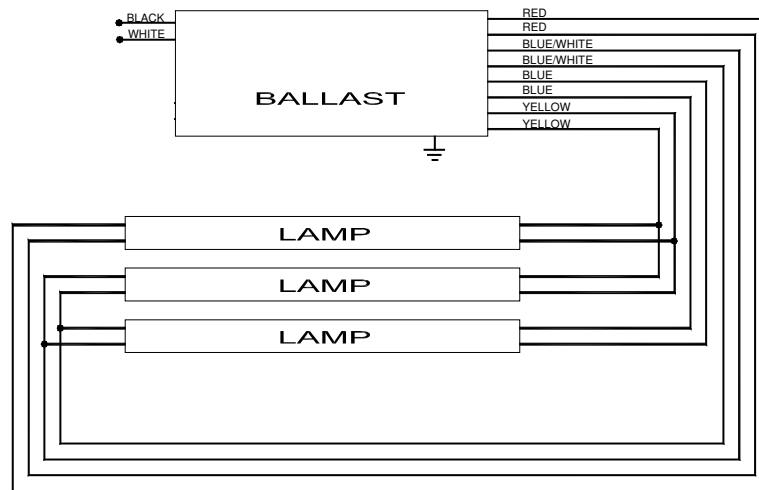 BLACK
WHITE
BALLAST
RED
RED
BLUE/WHITE
BLUE/WHITE
BLUE
BLUE
YELLOW
YELLOW
LAMP
LAMP
LAMP